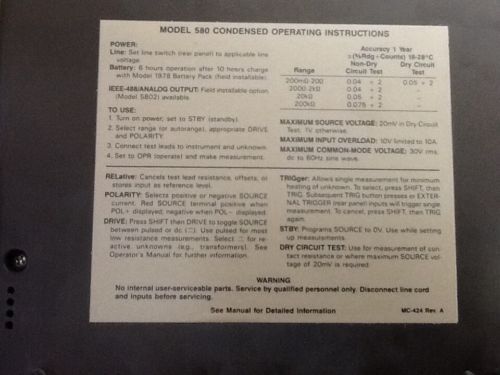 MODEL 580 CONDENSED OPERATING INSTRUCTIONS
POWER:
Line: Set line switch (rear panel) to applicable line
voltage.
Battery: 6 hours operation after 10 hours charge
with Model 1978 Battery Pack (field installable).
IEEE-488/ANALOG OUTPUT: Field installable option
(Model 5802) available.
TO USE:
1. Turn on power, set to STBY (standby).
2. Select range (or autorange), appropriate DRIVE
and POLARITY.
3. Connect test leads to instrument and unknown.
4. Set to OPR (operate) and make measurement.
Accuracy 1 Year
±(%Rdg+Counts) 18-28°C
Non-Dry Dry Circuit
Range Circuit Test Test
200mΩ-20Ω 0.04 + 2 0.05 + 2
200Ω-2kΩ 0.04 + 2 –
20kΩ 0.05 + 2 –
200kΩ 0.075 + 2 –
MAXIMUM SOURCE VOLTAGE: 20mV in Dry Circuit
Test; 1V otherwise.
MAXIMUM INPUT OVERLOAD: 10V limited to 10A.
MAXIMUM COMMON-MODE VOLTAGE: 30V rms,
dc to 60Hz sine wave.
RELative: Cancels test lead resistance, offsets, or
stores input as reference level.
POLARITY: Selects positive or negative SOURCE
current. Red SOURCE terminal positive when
POL+ displayed; negative when POL– displayed.
DRIVE: Press SHIFT then DRIVE to toggle SOURCE
between pulsed or dc. Use pulsed for most
low resistance measurements. Select for re-
active unknowns (e.g., transformers). See
Operator's Manual for further information.
TRIGger: Allows single measurement for minimum
heating of unknown. To select, press SHIFT, then
TRIG. Subsequent TRIG button presses or EXTER-
NAL TRIGGER (rear panel) inputs will trigger single
measurement. To cancel, press SHIFT, then TRIG
again.
STBY: Programs SOURCE to 0V. Use while setting
up measurements.
DRY CIRCUIT TEST: Use for measurement of con-
tact resistance or where maximum SOURCE vol-
tage of 20mV is required.
WARNING
No internal user-serviceable parts. Service by qualified personnel only. Disconnect line cord
and inputs before servicing.
See Manual for Detailed Information
MC-424 Rev. A